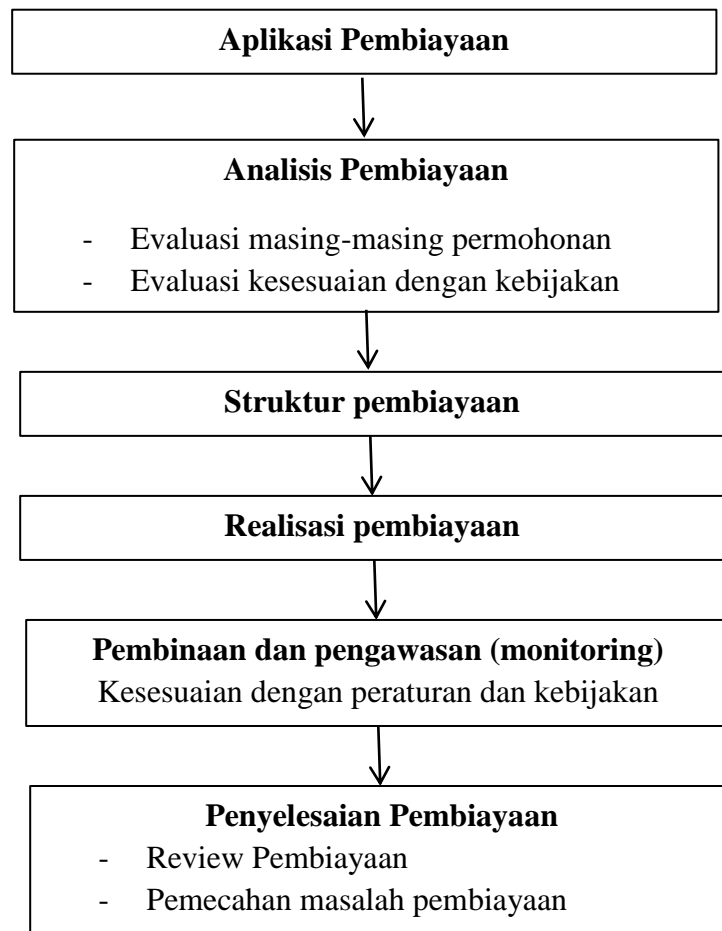 Aplikasi Pembiayaan
Analisis Pembiayaan
- Evaluasi masing-masing permohonan
- Evaluasi kesesuaian dengan kebijakan
Struktur pembiayaan
Realisasi pembiayaan
Pembinaan dan pengawasan (monitoring)
Kesesuaian dengan peraturan dan kebijakan
Penyelesaian Pembiayaan
- Review Pembiayaan
- Pemecahan masalah pembiayaan